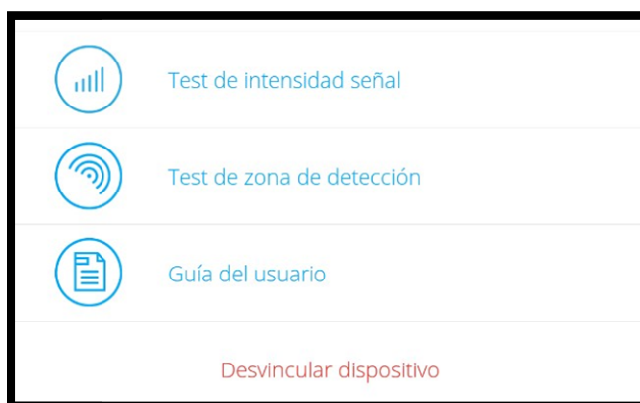 Test de intensidad señal
Test de zona de detección
Guía del usuario
Desvincular dispositivo